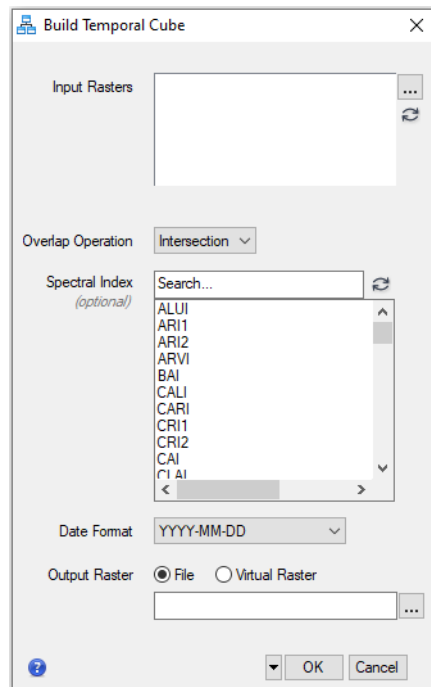 Build Temporal Cube
Input Rasters
...
Overlap Operation Intersection
Spectral Index Search...
(optional)
ALUI
ARI1
ARI2
ARVI
BAI
CALI
CARI
CRI1
CRI2
CAI
CLAI
Date Format YYYY-MM-DD
Output Raster File Virtual Raster
...
? OK Cancel